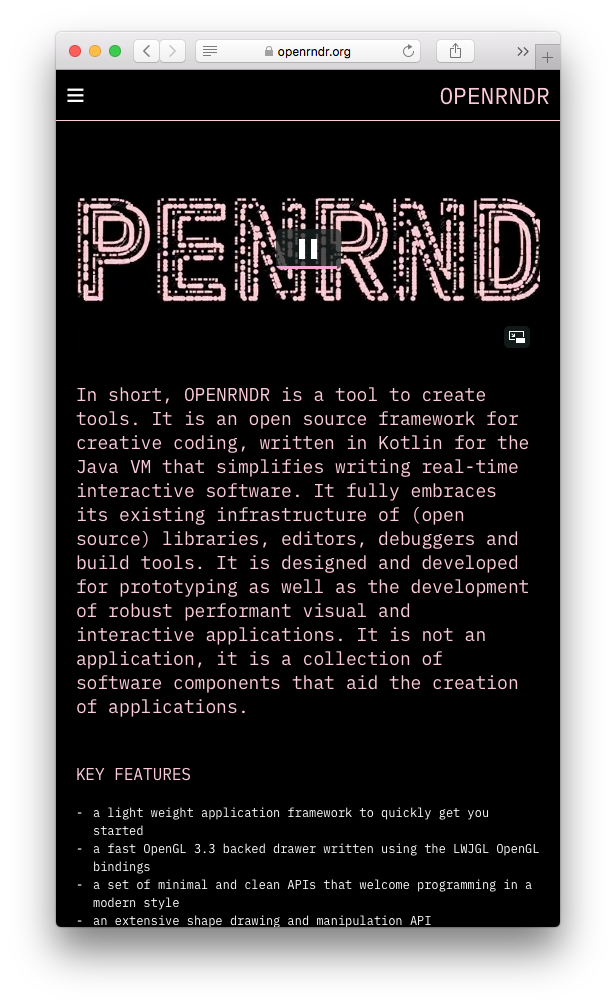 openrndr.org
OPENRNDR
PENRND
In short, OPENRNDR is a tool to create
tools. It is an open source framework for
creative coding, written in Kotlin for the
Java VM that simplifies writing real-time
interactive software. It fully embraces
its existing infrastructure of (open
source) libraries, editors, debuggers and
build tools. It is designed and developed
for prototyping as well as the development
of robust performant visual and
interactive applications. It is not an
application, it is a collection of
software components that aid the creation
of applications.
KEY FEATURES
- a light weight application framework to quickly get you
started
- a fast OpenGL 3.3 backed drawer written using the LWJGL OpenGL
bindings
- a set of minimal and clean APIs that welcome programming in a
modern style
- an extensive shape drawing and manipulation API